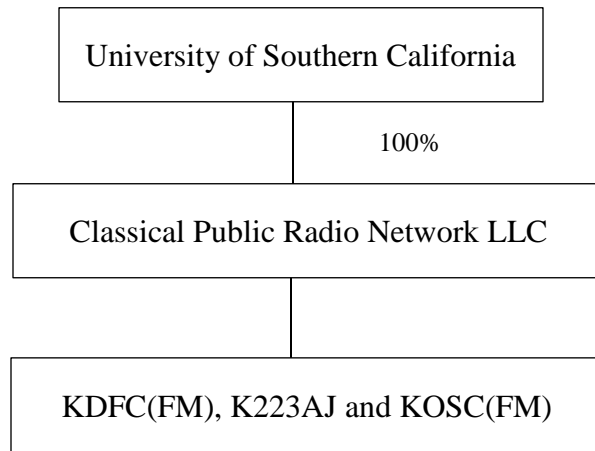 University of Southern California
100%
Classical Public Radio Network LLC
KDFC(FM), K223AJ and KOSC(FM)